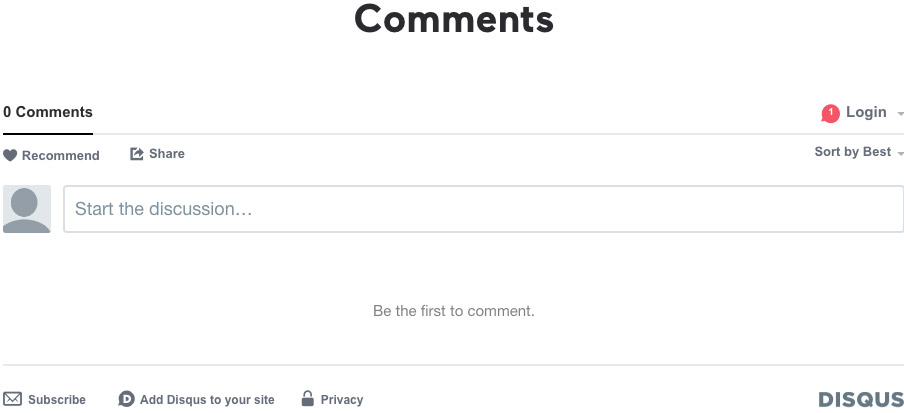 Comments
0 Comments
1 Login
Recommend Share Sort by Best
Start the discussion...
Be the first to comment.
Subscribe D Add Disqus to your site Privacy DISQUS